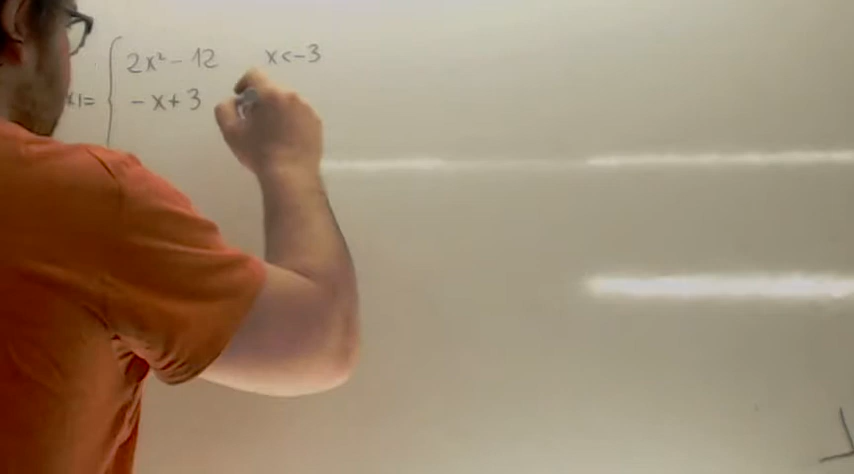 2x² - 12 x<-3
x)= - x + 3